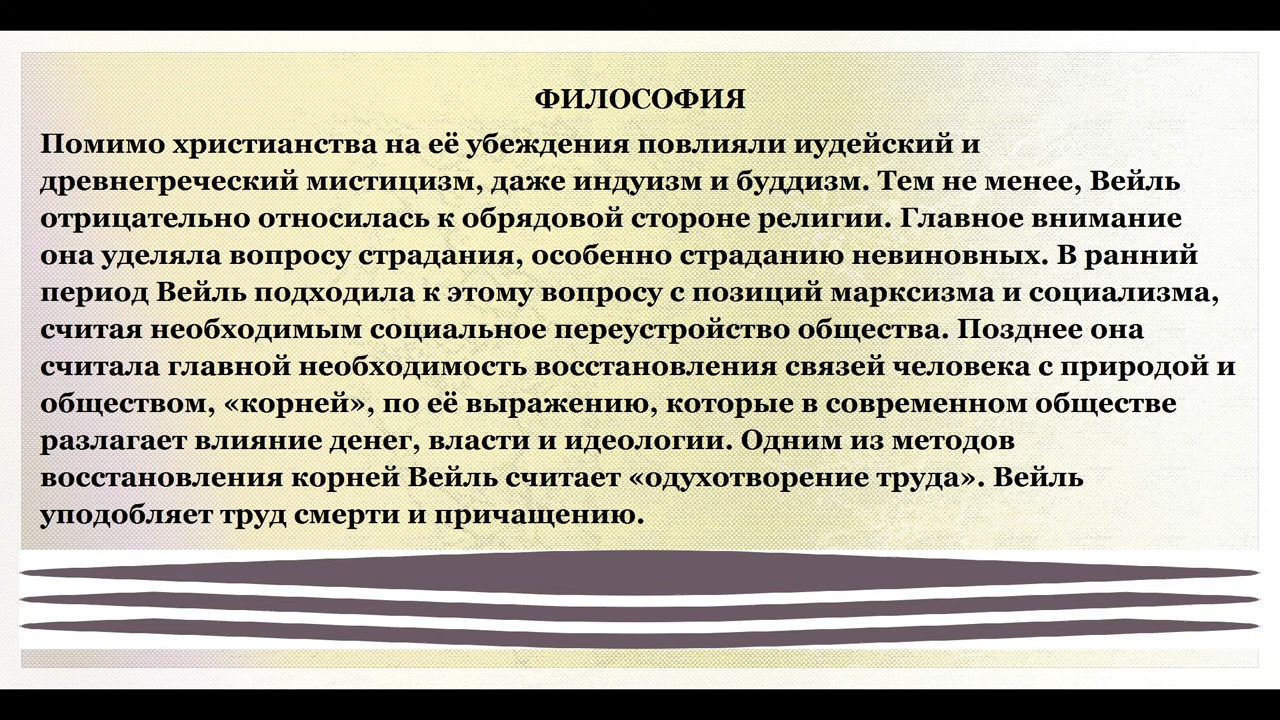 ФИЛОСОФИЯ
Помимо христианства на её убеждения повлияли иудейский и
древнегреческий мистицизм, даже индуизм и буддизм. Тем не менее, Вейль
отрицательно относилась к обрядовой стороне религии. Главное внимание
она уделяла вопросу страдания, особенно страданию невиновных. В ранний
период Вейль подходила к этому вопросу с позиций марксизма и социализма,
считая необходимым социальное переустройство общества. Позднее она
считала главной необходимость восстановления связей человека с природой и
обществом, «корней», по её выражению, которые в современном обществе
разлагает влияние денег, власти и идеологии. Одним из методов
восстановления корней Вейль считает «одухотворение труда». Вейль
уподобляет труд смерти и причащению.